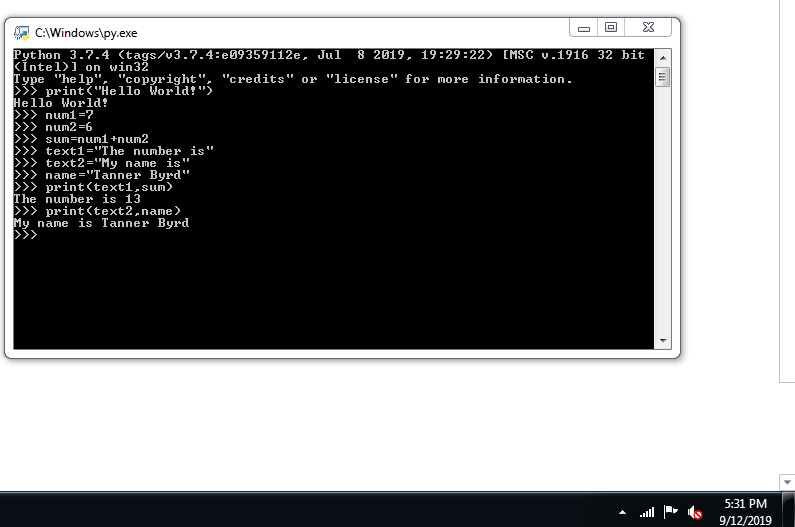 C:\Windows\py.exe
Python 3.7.4 (tags/v3.7.4:e09359112e, Jul  8 2019, 19:29:22) [MSC v.1916 32 bit
(Intel)] on win32
Type "help", "copyright", "credits" or "license" for more information.
>>> print("Hello World!")
Hello World!
>>> num1=7
>>> num2=6
>>> sum=num1+num2
>>> text1="The number is"
>>> text2="My name is"
>>> name="Tanner Byrd"
>>> print(text1,sum)
The number is 13
>>> print(text2,name)
My name is Tanner Byrd
>>>
5:31 PM
9/12/2019